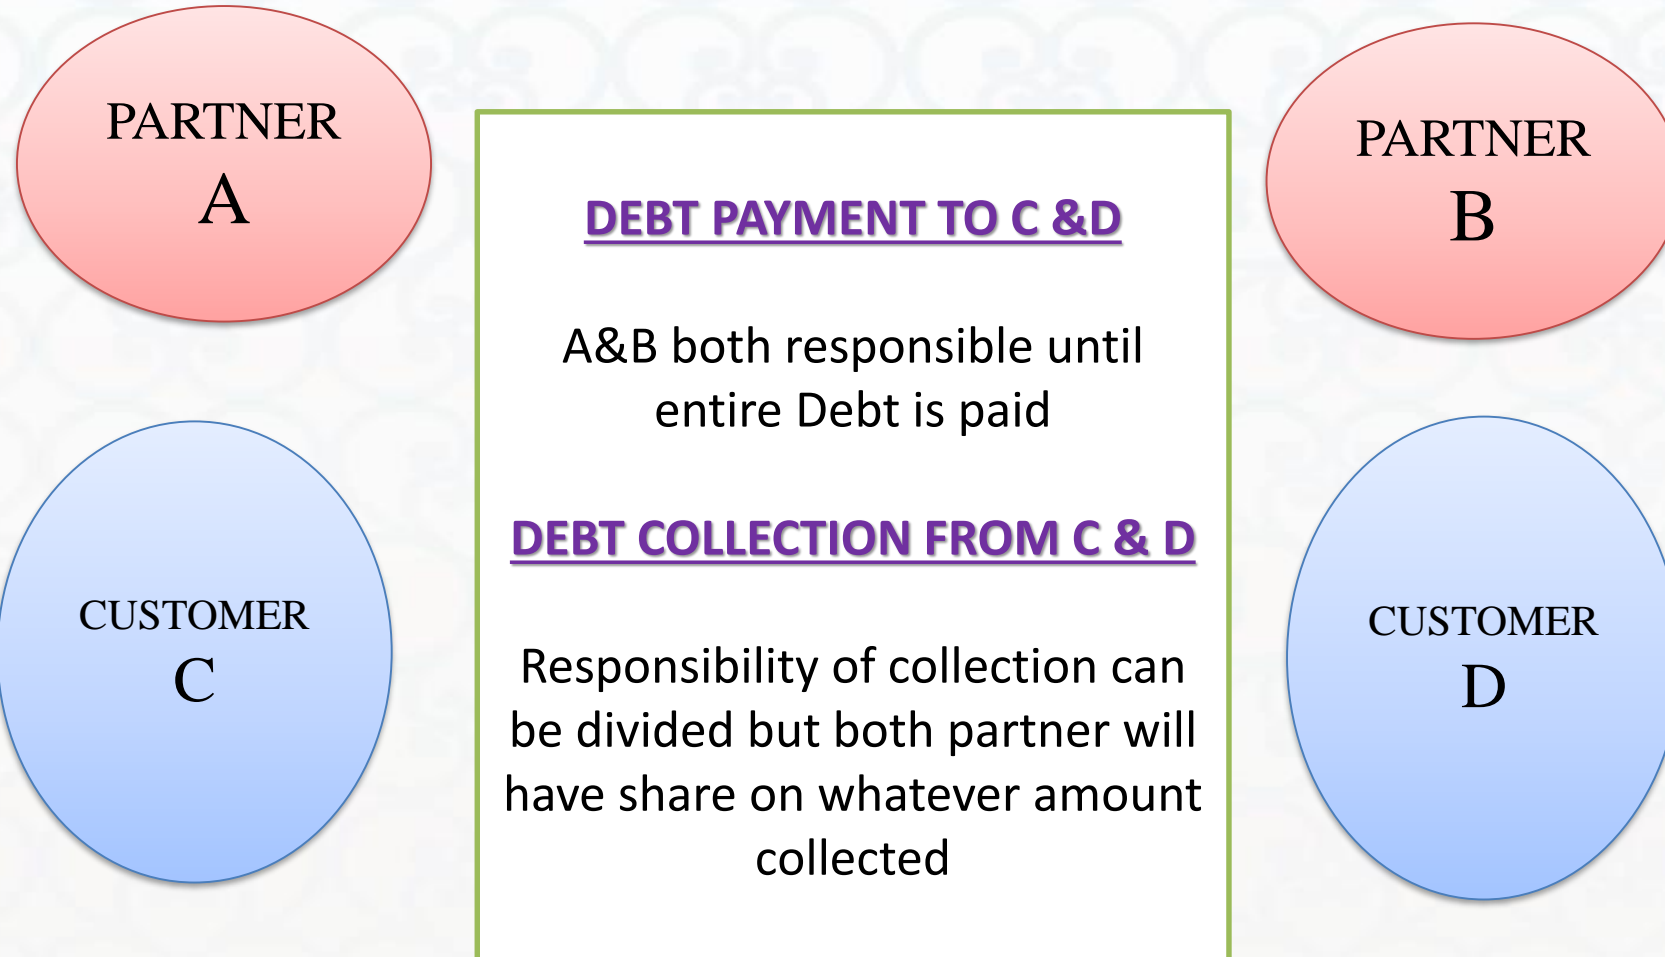 PARTNER
A
PARTNER
B
DEBT PAYMENT TO C &D
A&B both responsible until
entire Debt is paid
DEBT COLLECTION FROM C & D
Responsibility of collection can
be divided but both partner will
have share on whatever amount
collected
CUSTOMER
C
CUSTOMER
D